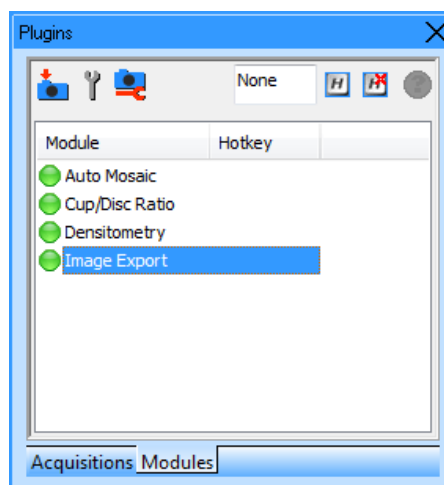 Plugins
None
H
H
Module Hotkey
Auto Mosaic
Cup/Disc Ratio
Densitometry
Image Export
Acquisitions Modules